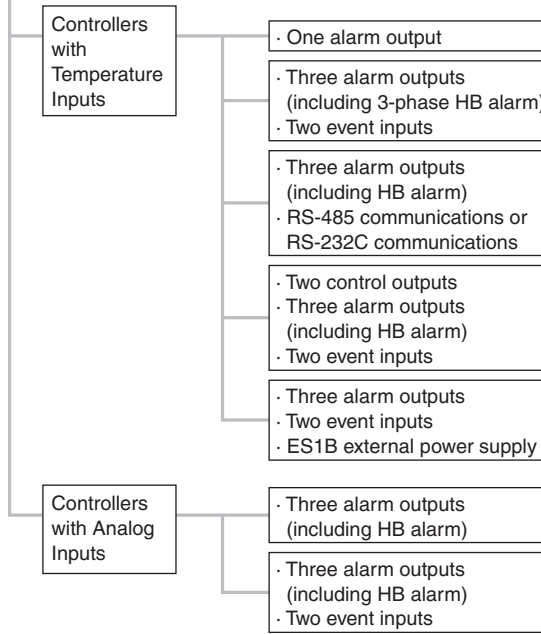 Controllers
with
Temperature
Inputs
· One alarm output
· Three alarm outputs
(including 3-phase HB alarm)
· Two event inputs
· Three alarm outputs
(including HB alarm)
· RS-485 communications or
RS-232C communications
· Two control outputs
· Three alarm outputs
(including HB alarm)
· Two event inputs
· Three alarm outputs
· Two event inputs
· ES1B external power supply
Controllers
with Analog
Inputs
· Three alarm outputs
(including HB alarm)
· Three alarm outputs
(including HB alarm)
· Two event inputs